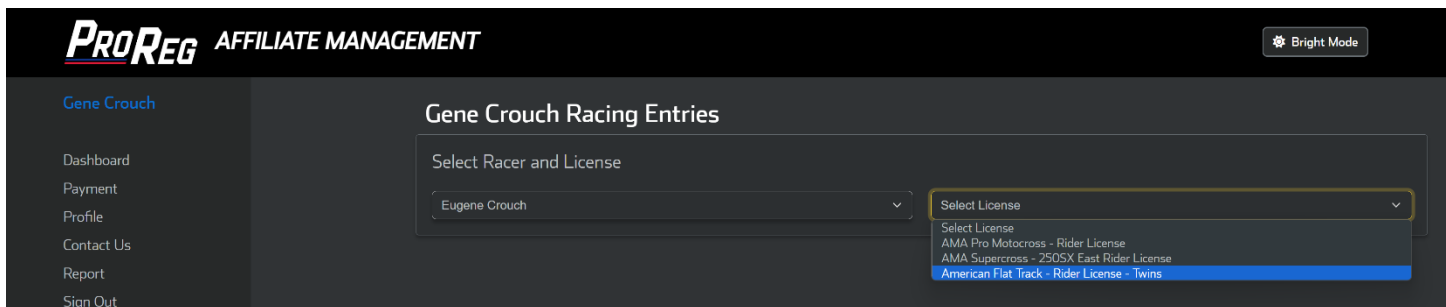 PROREG AFFILIATE MANAGEMENT
Bright Mode
Gene Crouch
Dashboard
Payment
Profile
Contact Us
Report
Sign Out
Gene Crouch Racing Entries
Select Racer and License
Eugene Crouch
Select License
Select License
AMA Pro Motocross - Rider License
AMA Supercross - 250SX East Rider License
American Flat Track - Rider License - Twins